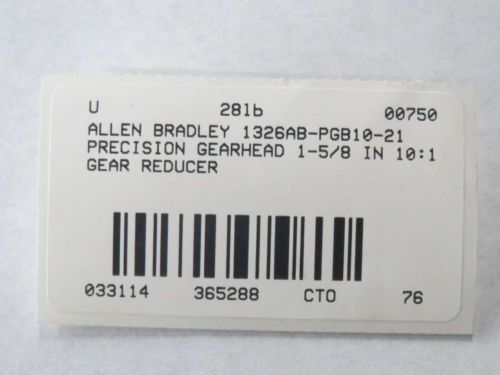 U 28lb 00750
ALLEN BRADLEY 1326AB-PGB10-21
PRECISION GEARHEAD 1-5/8 IN 10:1
GEAR REDUCER
033114 365288 CTO 76